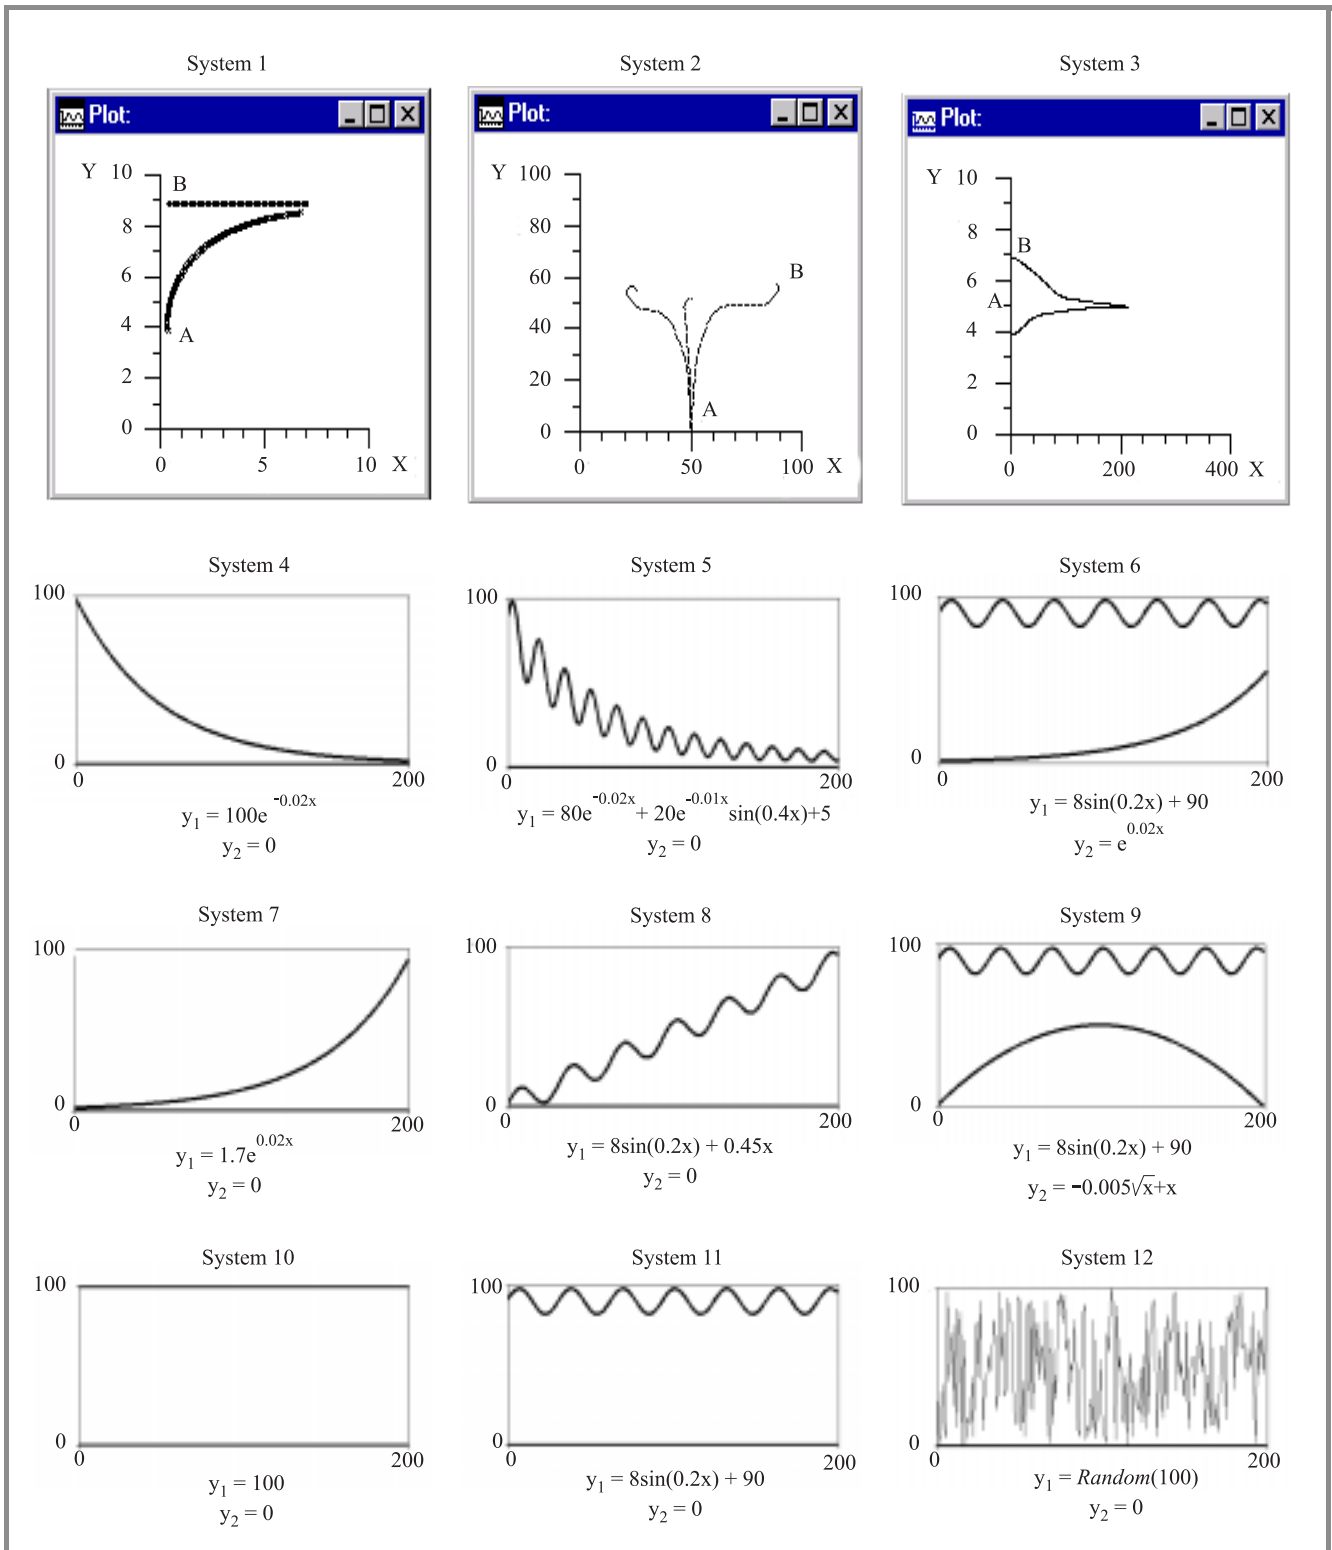 System 1
System 2
System 3
Plot:
Plot:
Plot:
Y 10
B
8
6
4
A
2
0
0 5 10 X
Y 100
80
60
B
40
20
A
0
0 50 100 X
Y 10
8
B
6
A
4
2
0
0 200 400 X
System 4
System 5
System 6
100
0
0 200
y₁ = 100e^-0.02x
y₂ = 0
100
0
0 200
y₁ = 80e^-0.02x + 20e^-0.01x sin(0.4x)+5
y₂ = 0
100
0
0 200
y₁ = 8sin(0.2x) + 90
y₂ = e^0.02x
System 7
System 8
System 9
100
0
0 200
y₁ = 1.7e^0.02x
y₂ = 0
100
0
0 200
y₁ = 8sin(0.2x) + 0.45x
y₂ = 0
100
0
0 200
y₁ = 8sin(0.2x) + 90
y₂ = -0.005√x+x
System 10
System 11
System 12
100
0
0 200
y₁ = 100
y₂ = 0
100
0
0 200
y₁ = 8sin(0.2x) + 90
y₂ = 0
100
0
0 200
y₁ = Random(100)
y₂ = 0